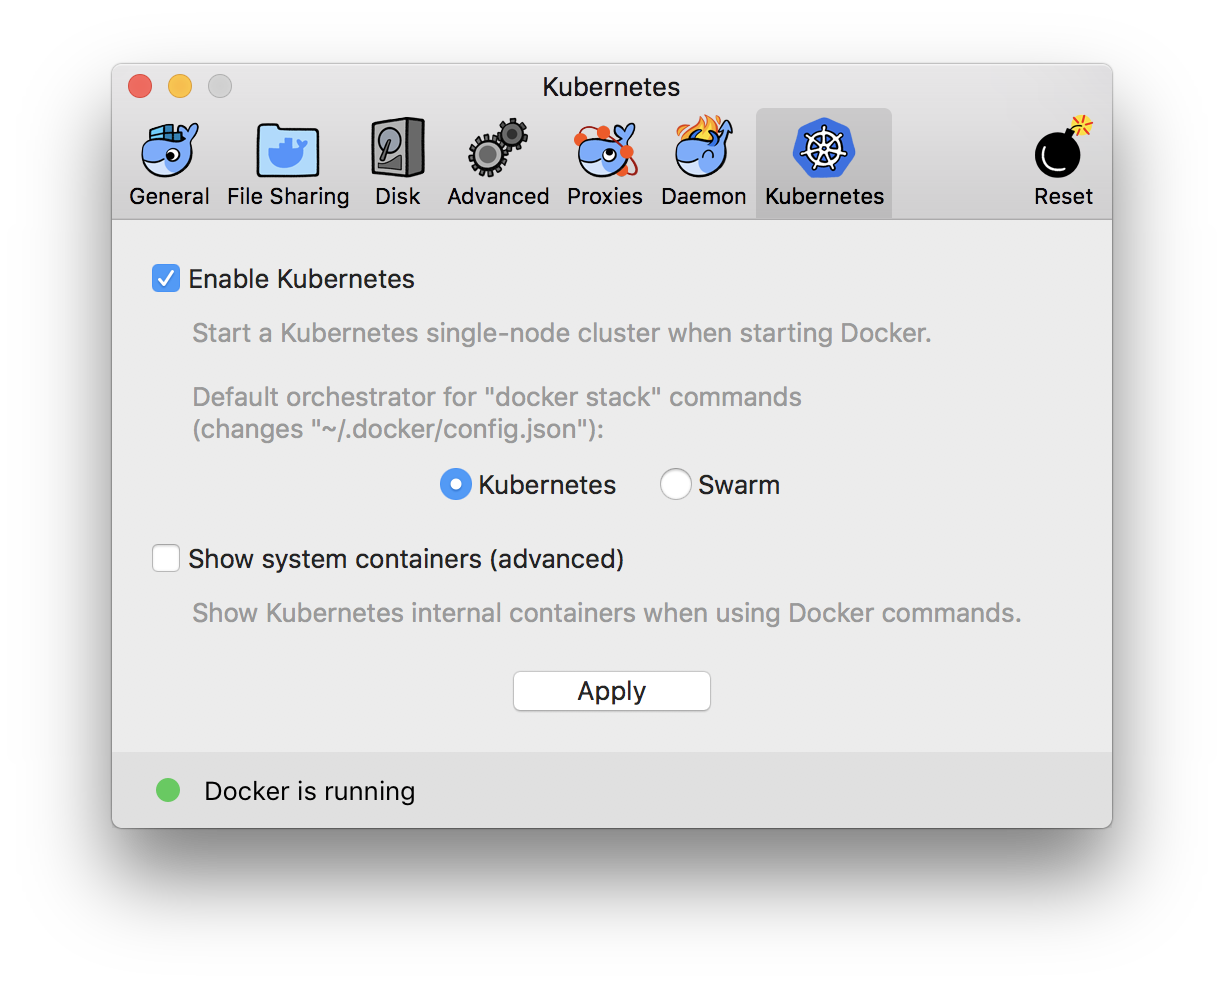 Kubernetes
General File Sharing Disk Advanced Proxies Daemon Kubernetes Reset
Enable Kubernetes
Start a Kubernetes single-node cluster when starting Docker.
Default orchestrator for "docker stack" commands
(changes "~/.docker/config.json"):
Kubernetes Swarm
Show system containers (advanced)
Show Kubernetes internal containers when using Docker commands.
Apply
Docker is running